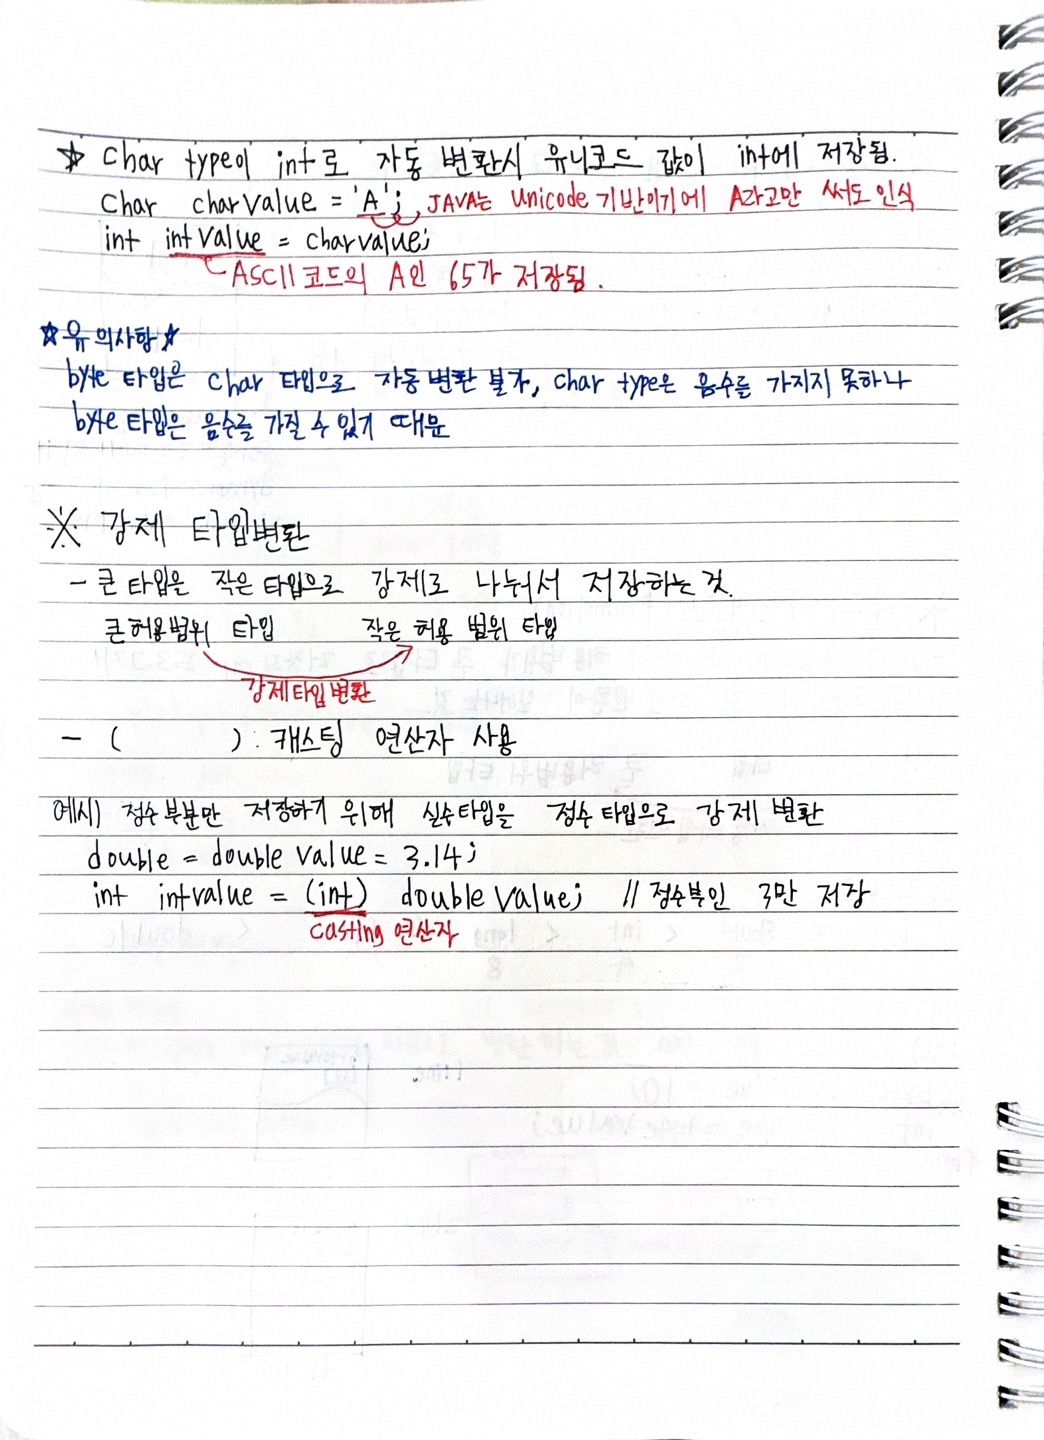 ☆ char type이 int로 자동 변환시 유니코드 값이 int에 저장됨.
char charvalue = 'A'; JAVA는 Unicode 기반이기에 A라고만 써도 인식
int intvalue = charvalue;
ASCII 코드의 A인 65가 저장됨.
☆유의사항☆
byte 타입은 char 타입으로 자동변환 불가, char type은 음수를 가지지 못하나
byte 타입은 음수를 가질 수 있기 때문
※ 강제 타입변환
- 큰 타입을 작은 타입으로 강제로 나눠서 저장하는 것.
큰 허용범위 타입 작은 허용 범위 타입
강제타입변환
- ( ) : 캐스팅 연산자 사용
예시) 정수부분만 저장하기 위해 실수타입을 정수 타입으로 강제 변환
double = double value = 3.14;
int intvalue = (int) double value; // 정수부인 3만 저장
casting 연산자